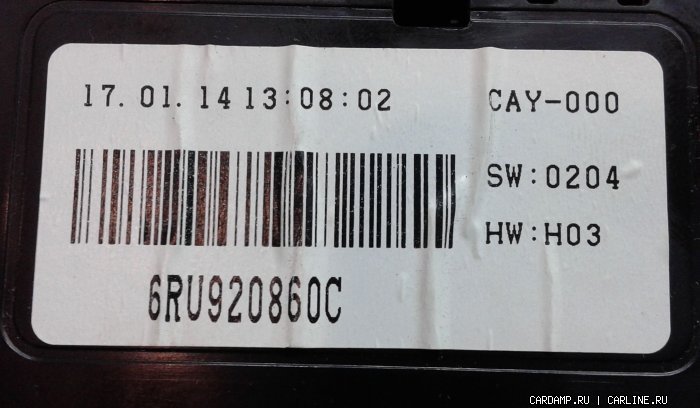 17. 01. 14 13:08:02
CAY-000
SW:0204
HW:H03
6RU920860C
CARDAMP.RU | CARLINE.RU